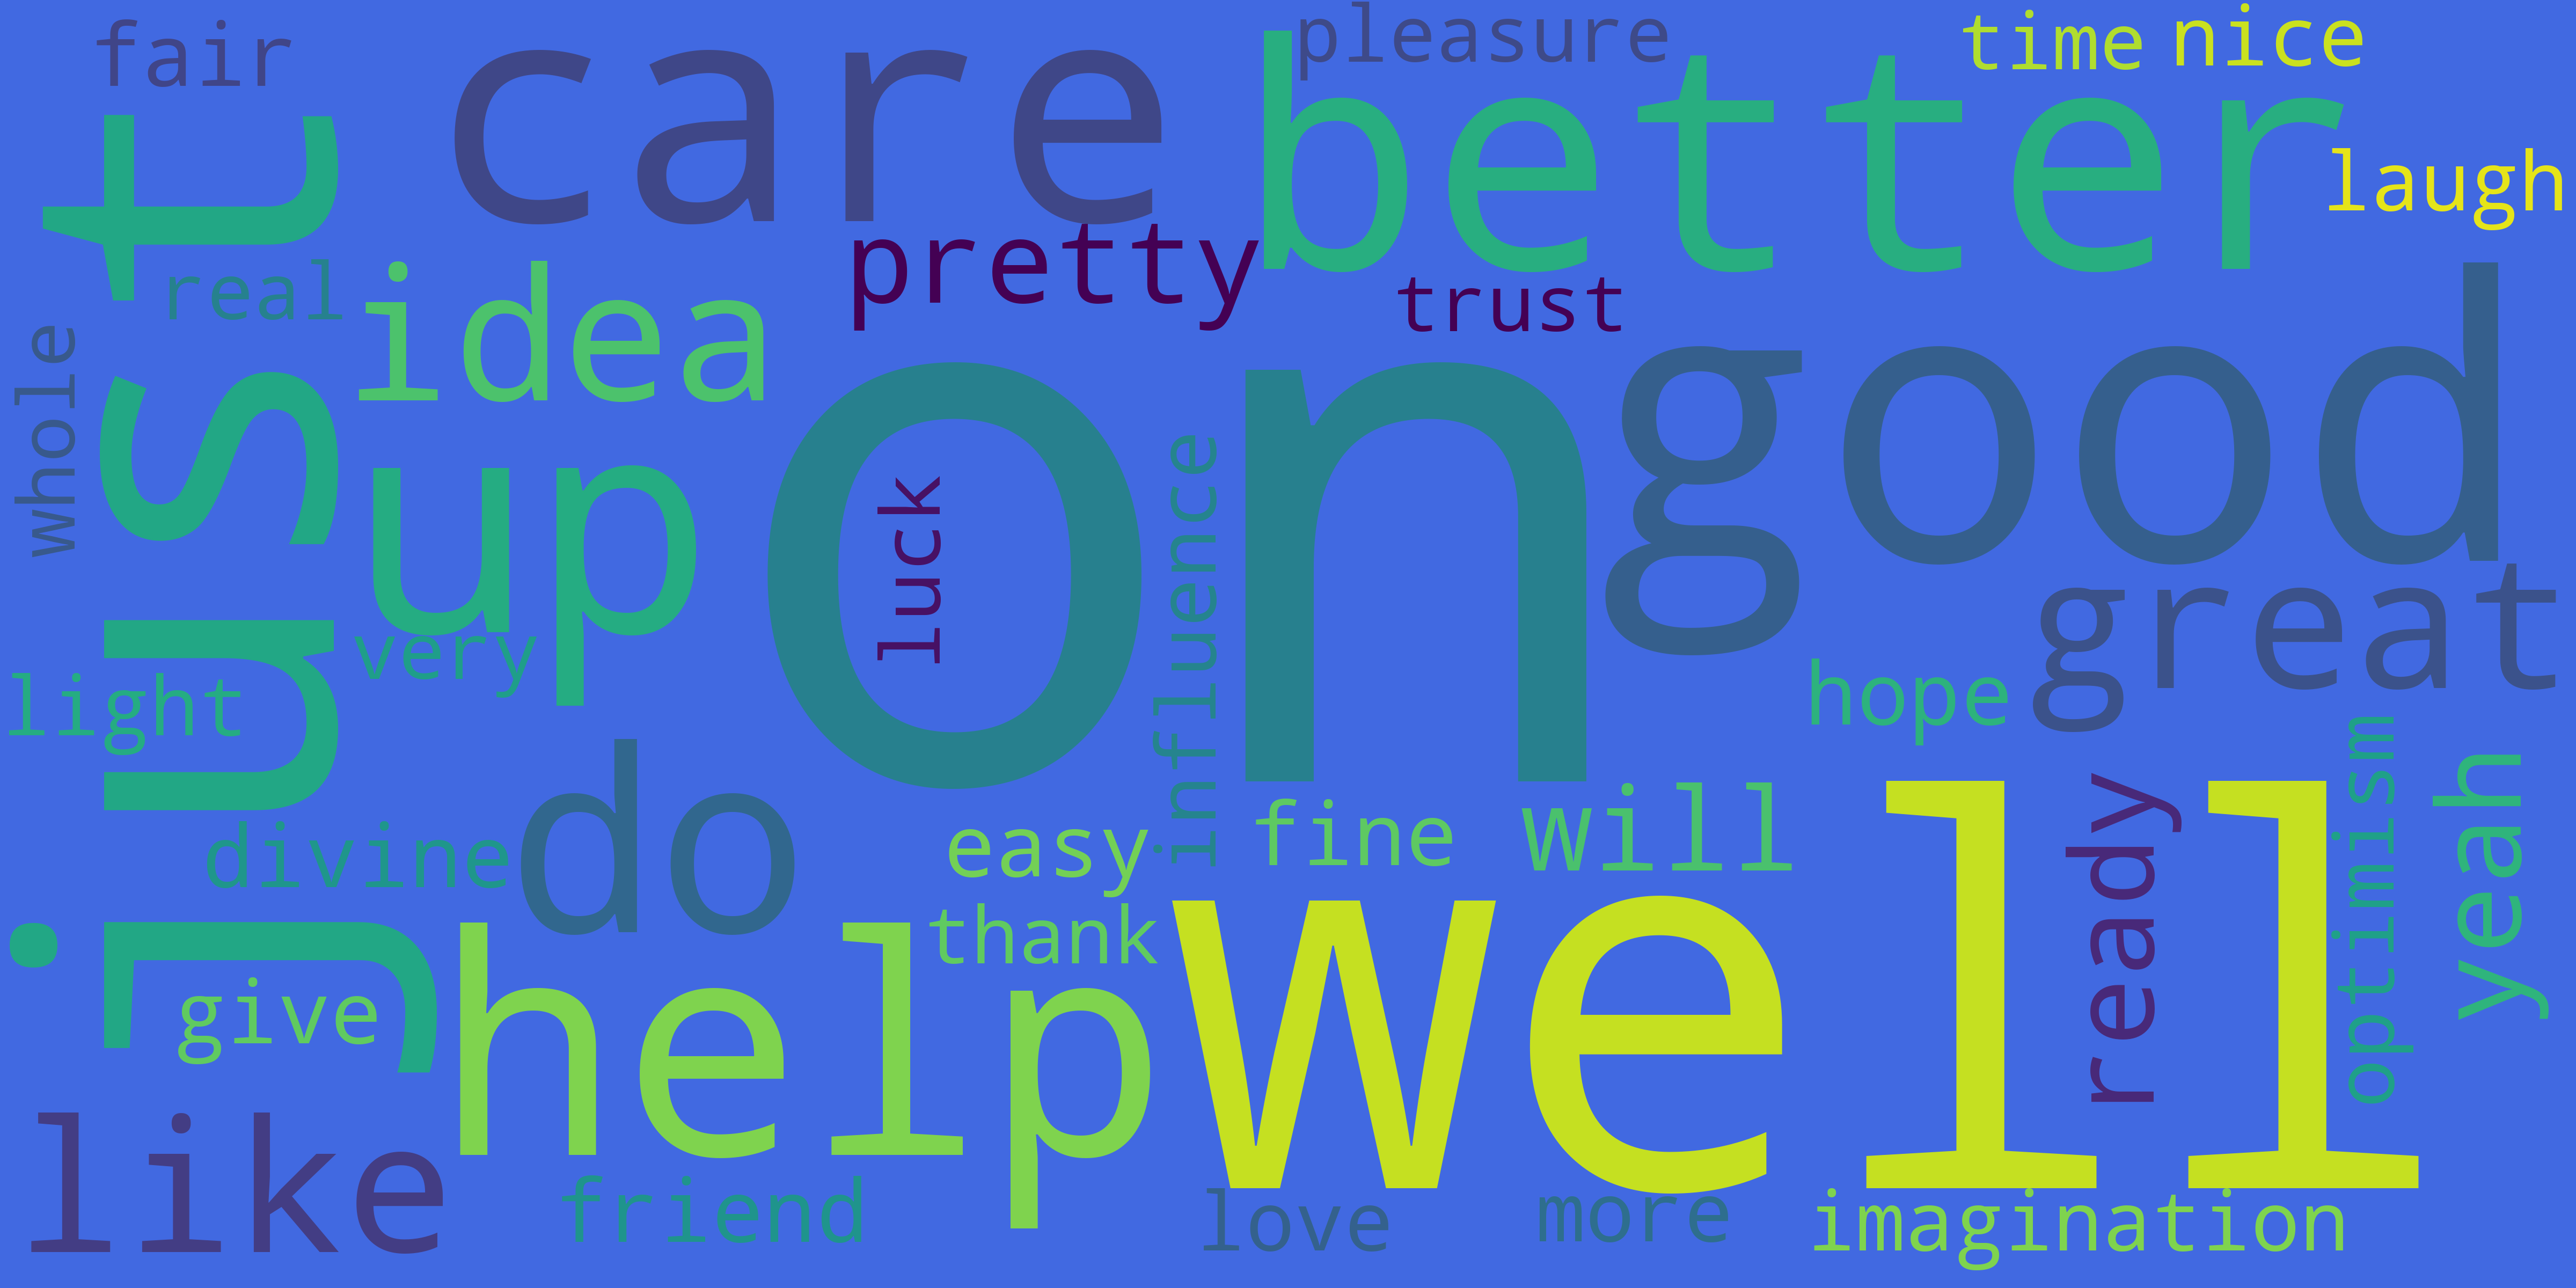 fair
care
pleasure
time
nice
better
laugh
just
real
idea
pretty
trust
whole
up
on
luck
influence
good
great
very
light
hope
do
divine
easy
fine
will
ready
optimism
yeah
thank
help
well
give
like
friend
love
more
imagination